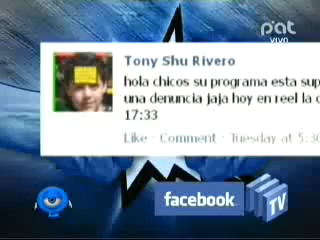 p'at
vivo
Tony Shu Rivero
hola chicos su programa esta sup
una denuncia jaja hoy en reel la
17:33
Like · Comment · Tuesday at 5:3
facebook
TV